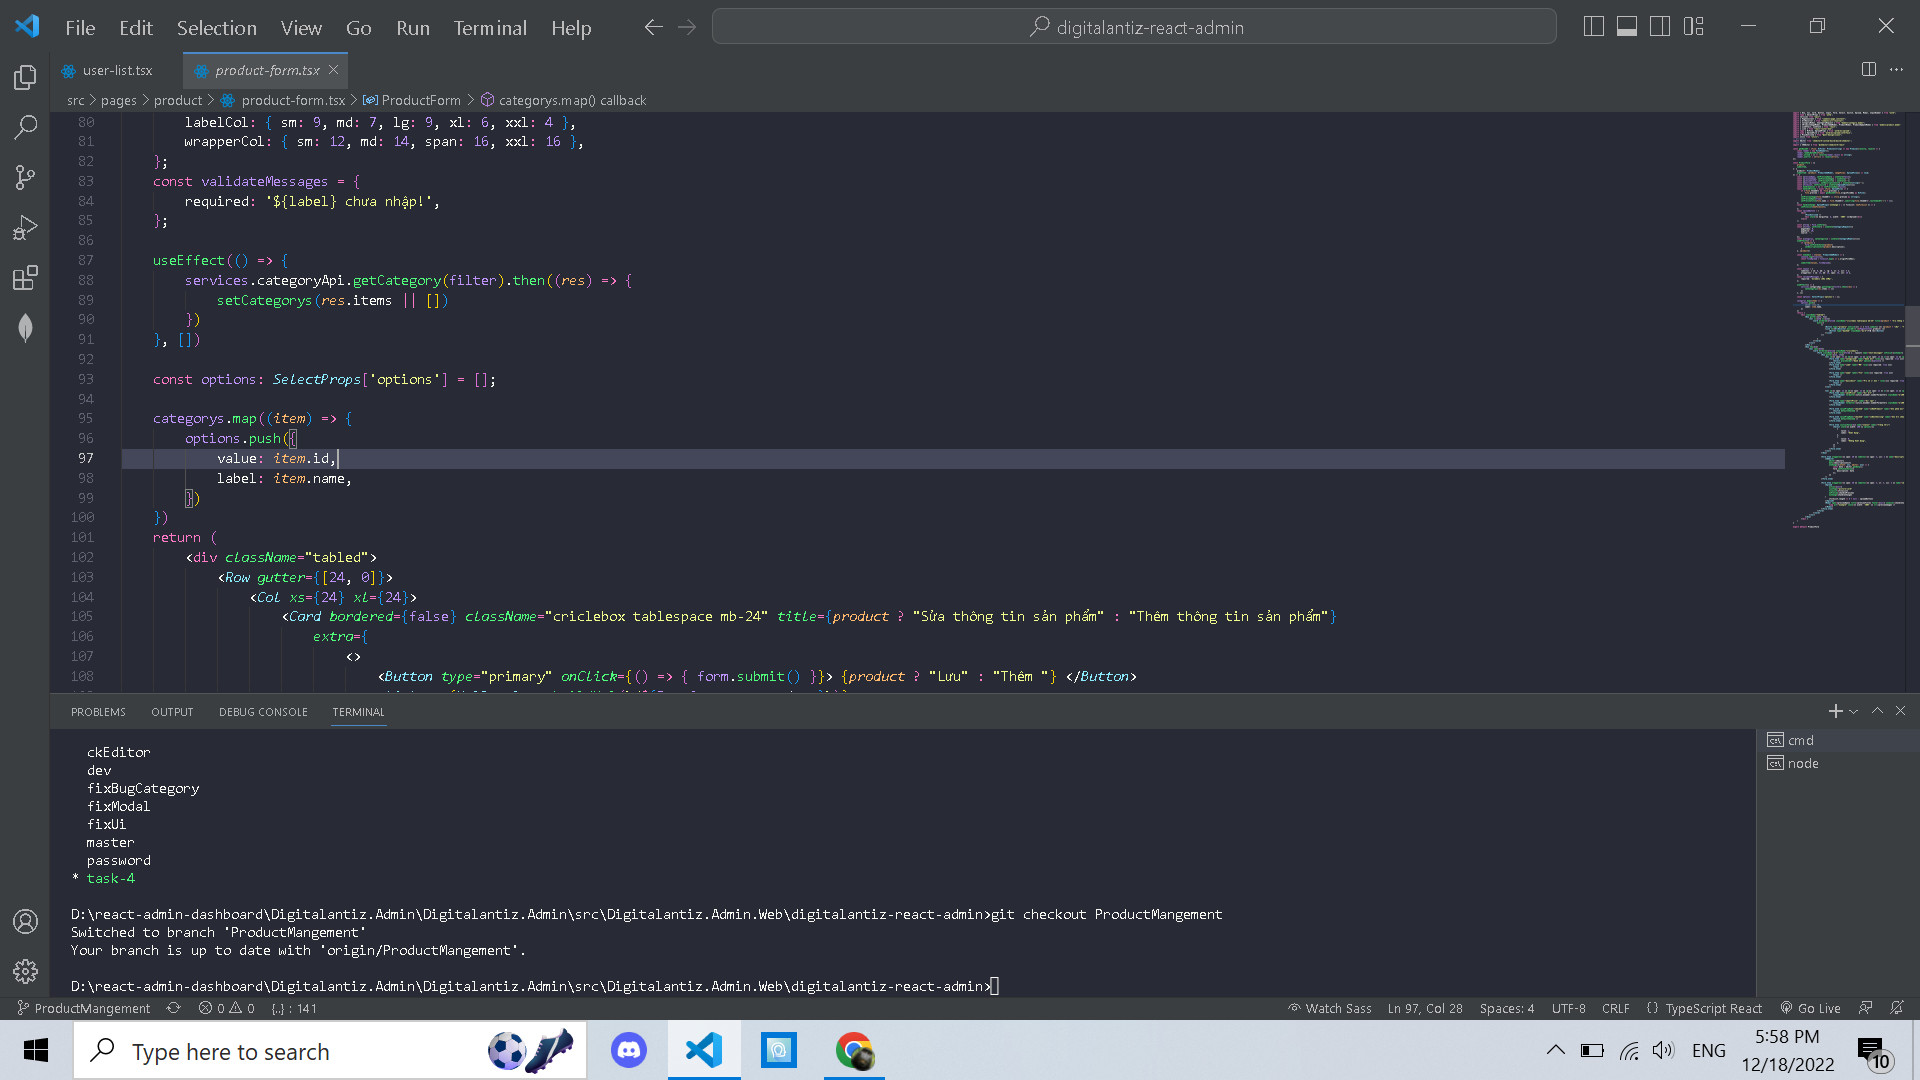 File Edit Selection View Go Run Terminal Help
digitalantiz-react-admin
user-list.tsx
product-form.tsx
src > pages > product > product-form.tsx > ProductForm > categorys.map() callback
80 labelCol: { sm: 9, md: 7, lg: 9, xl: 6, xxl: 4 },
81 wrapperCol: { sm: 12, md: 14, span: 16, xxl: 16 },
82 };
83 const validateMessages = {
84 required: '${label} chưa nhập!',
85 };
86
87 useEffect(() => {
88 services.categoryApi.getCategory(filter).then((res) => {
89 setCategorys(res.items || [])
90 })
91 }, [])
92
93 const options: SelectProps['options'] = [];
94
95 categorys.map((item) => {
96 options.push({
97 value: item.id,
98 label: item.name,
99 })
100 })
101 return (
102 <div className="tabled">
103 <Row gutter={[24, 0]}>
104 <Col xs={24} xl={24}>
105 <Card bordered={false} className="criclebox tablespace mb-24" title={product ? "Sửa thông tin sản phẩm" : "Thêm thông tin sản phẩm"}
106 extra={
107 <>
108 <Button type="primary" onClick={() => { form.submit() }}> {product ? "Lưu" : "Thêm "} </Button>
PROBLEMS OUTPUT DEBUG CONSOLE TERMINAL
cmd
node
ckEditor
dev
fixBugCategory
fixModal
fixUi
master
password
* task-4
D:\react-admin-dashboard\Digitalantiz.Admin\Digitalantiz.Admin\src\Digitalantiz.Admin.Web\digitalantiz-react-admin>git checkout ProductMangement
Switched to branch 'ProductMangement'
Your branch is up to date with 'origin/ProductMangement'.
D:\react-admin-dashboard\Digitalantiz.Admin\Digitalantiz.Admin\src\Digitalantiz.Admin.Web\digitalantiz-react-admin>
ProductMangement 0 0 {..} : 141 Watch Sass Ln 97, Col 28 Spaces: 4 UTF-8 CRLF {} TypeScript React Go Live
Type here to search
ENG
5:58 PM
12/18/2022
10